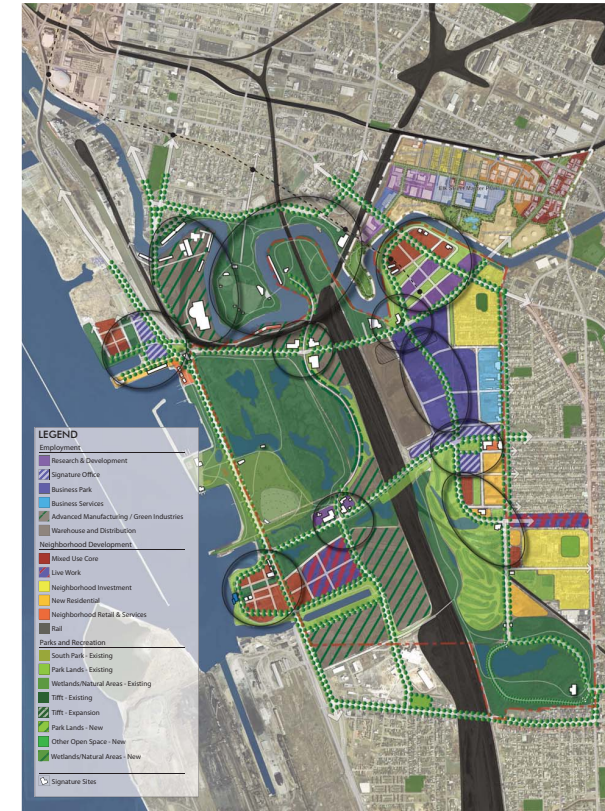 LEGEND
Employment
Research & Development
Signature Office
Business Park
Business Services
Advanced Manufacturing / Green Industries
Warehouse and Distribution
Neighborhood Development
Mixed Use Core
Live Work
Neighborhood Investment
New Residential
Neighborhood Retail & Services
Rail
Parks and Recreation
South Park - Existing
Park Lands - Existing
Wetlands/Natural Areas - Existing
Tifft - Existing
Tifft - Expansion
Park Lands - New
Other Open Space - New
Wetlands/Natural Areas - New
Signature Sites